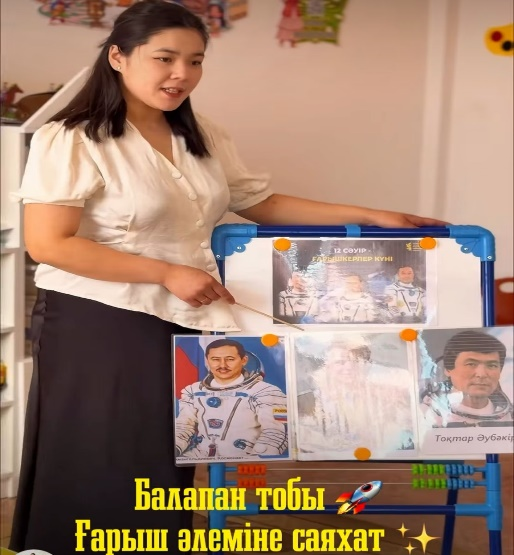 12 СӘУІР -
ҒАРЫШКЕРЛЕР КҮНІ
Тоқтар Әубәкір
Балапан тобы 🚀
Ғарыш әлеміне саяхат ✨